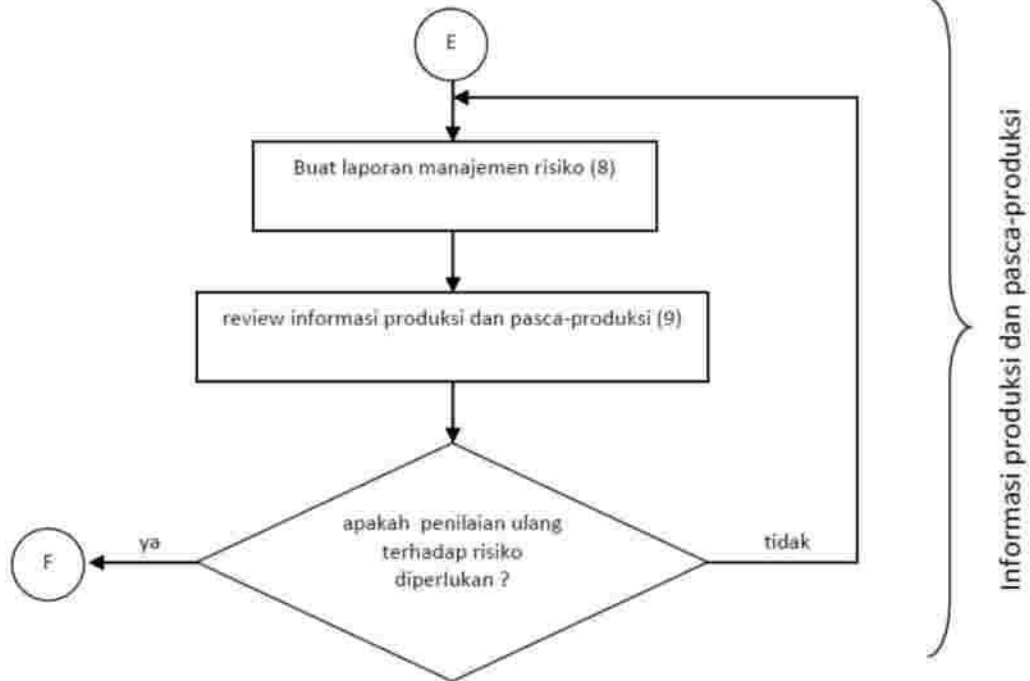 E
Buat laporan manajemen risiko (8)
review informasi produksi dan pasca-produksi (9)
apakah penilaian ulang
terhadap risiko
diperlukan ?
ya
tidak
F
Informasi produksi dan pasca-produksi